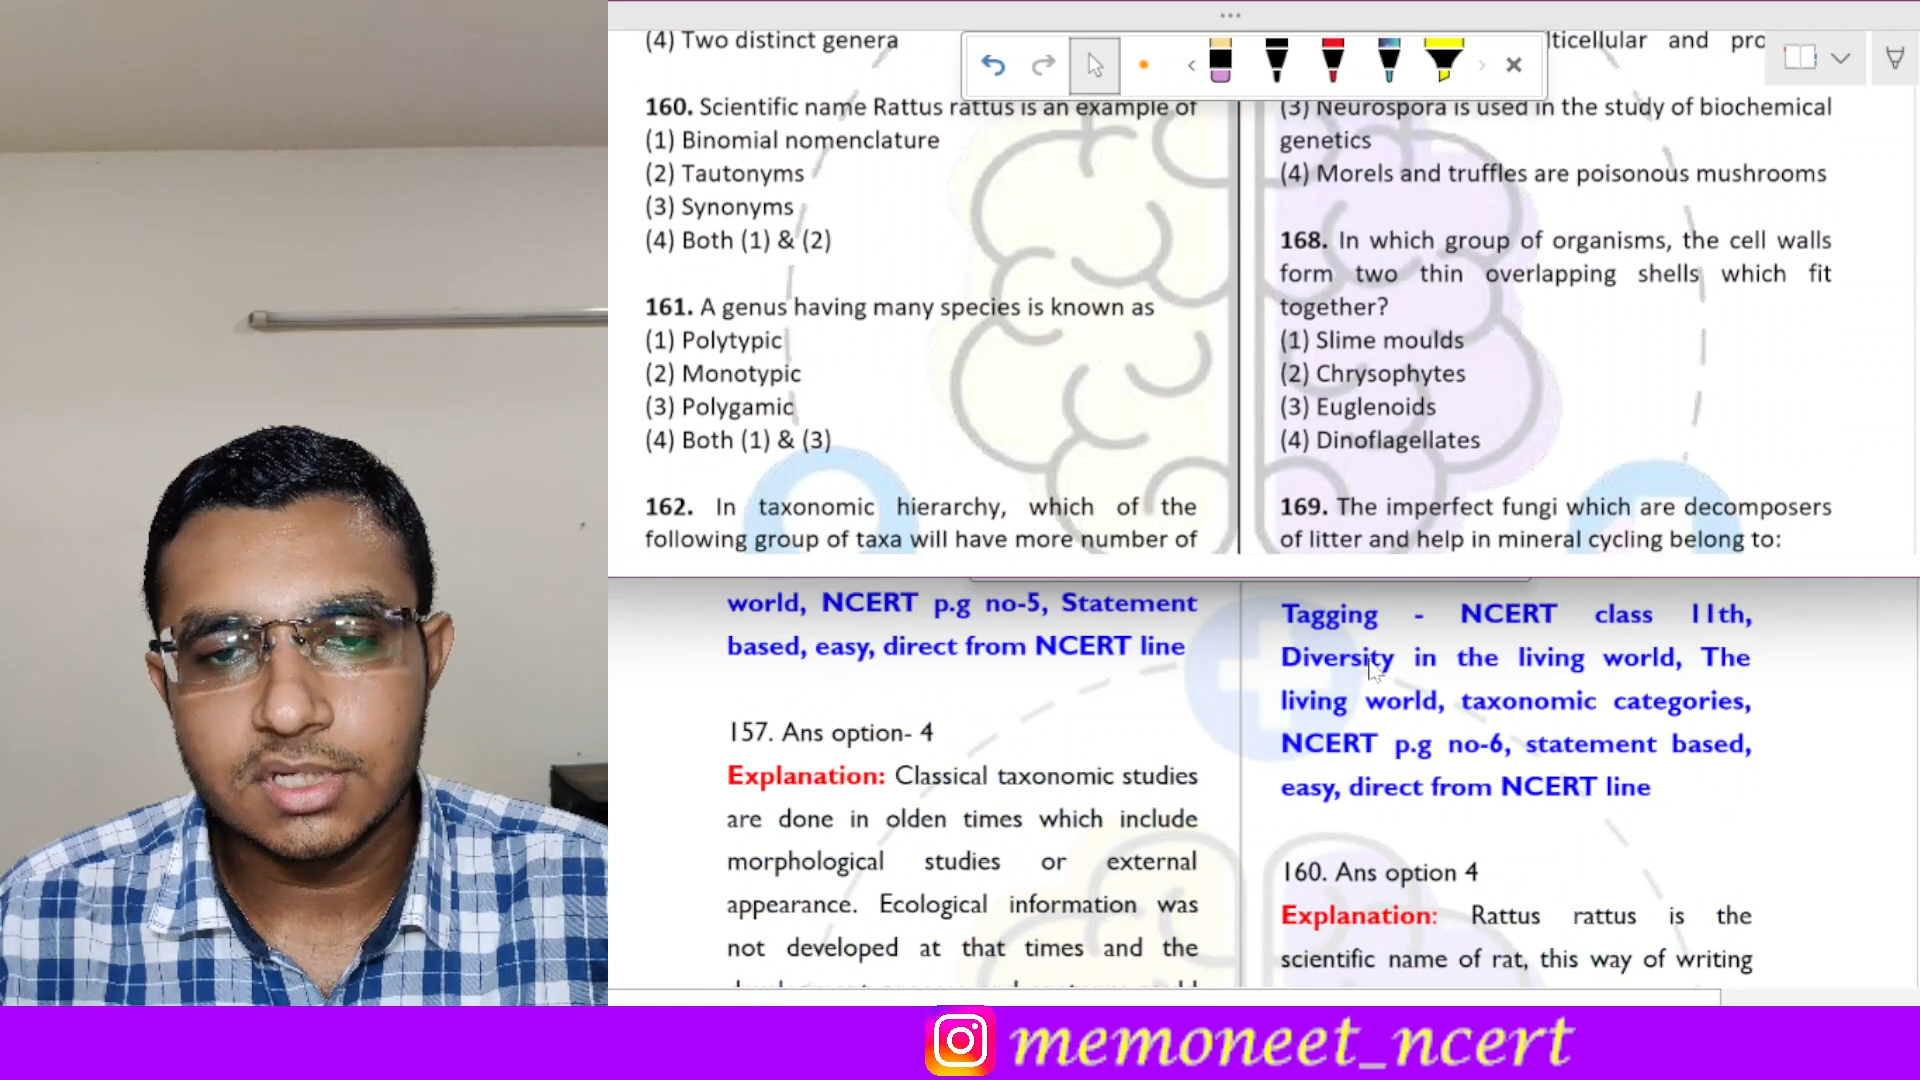 (4) Two distinct genera
160. Scientific name Rattus rattus is an example of
(1) Binomial nomenclature
(2) Tautonyms
(3) Synonyms
(4) Both (1) & (2)
161. A genus having many species is known as
(1) Polytypic
(2) Monotypic
(3) Polygamic
(4) Both (1) & (3)
162. In taxonomic hierarchy, which of the
following group of taxa will have more number of
and
(3) Neurospora is used in the study of biochemical
genetics
(4) Morels and truffles are poisonous mushrooms
168. In which group of organisms, the cell walls
form two thin overlapping shells which fit
together?
(1) Slime moulds
(2) Chrysophytes
(3) Euglenoids
(4) Dinoflagellates
169. The imperfect fungi which are decomposers
of litter and help in mineral cycling belong to:
world, NCERT p.g no-5, Statement
based, easy, direct from NCERT line
157. Ans option- 4
Explanation: Classical taxonomic studies
are done in olden times which include
morphological studies or external
appearance. Ecological information was
not developed at that times and the
Tagging - NCERT class 11th,
Diversity in the living world, The
living world, taxonomic categories,
NCERT p.g no-6, statement based,
easy, direct from NCERT line
160. Ans option 4
Explanation: Rattus rattus is the
scientific name of rat, this way of writing
memoneet_ncert